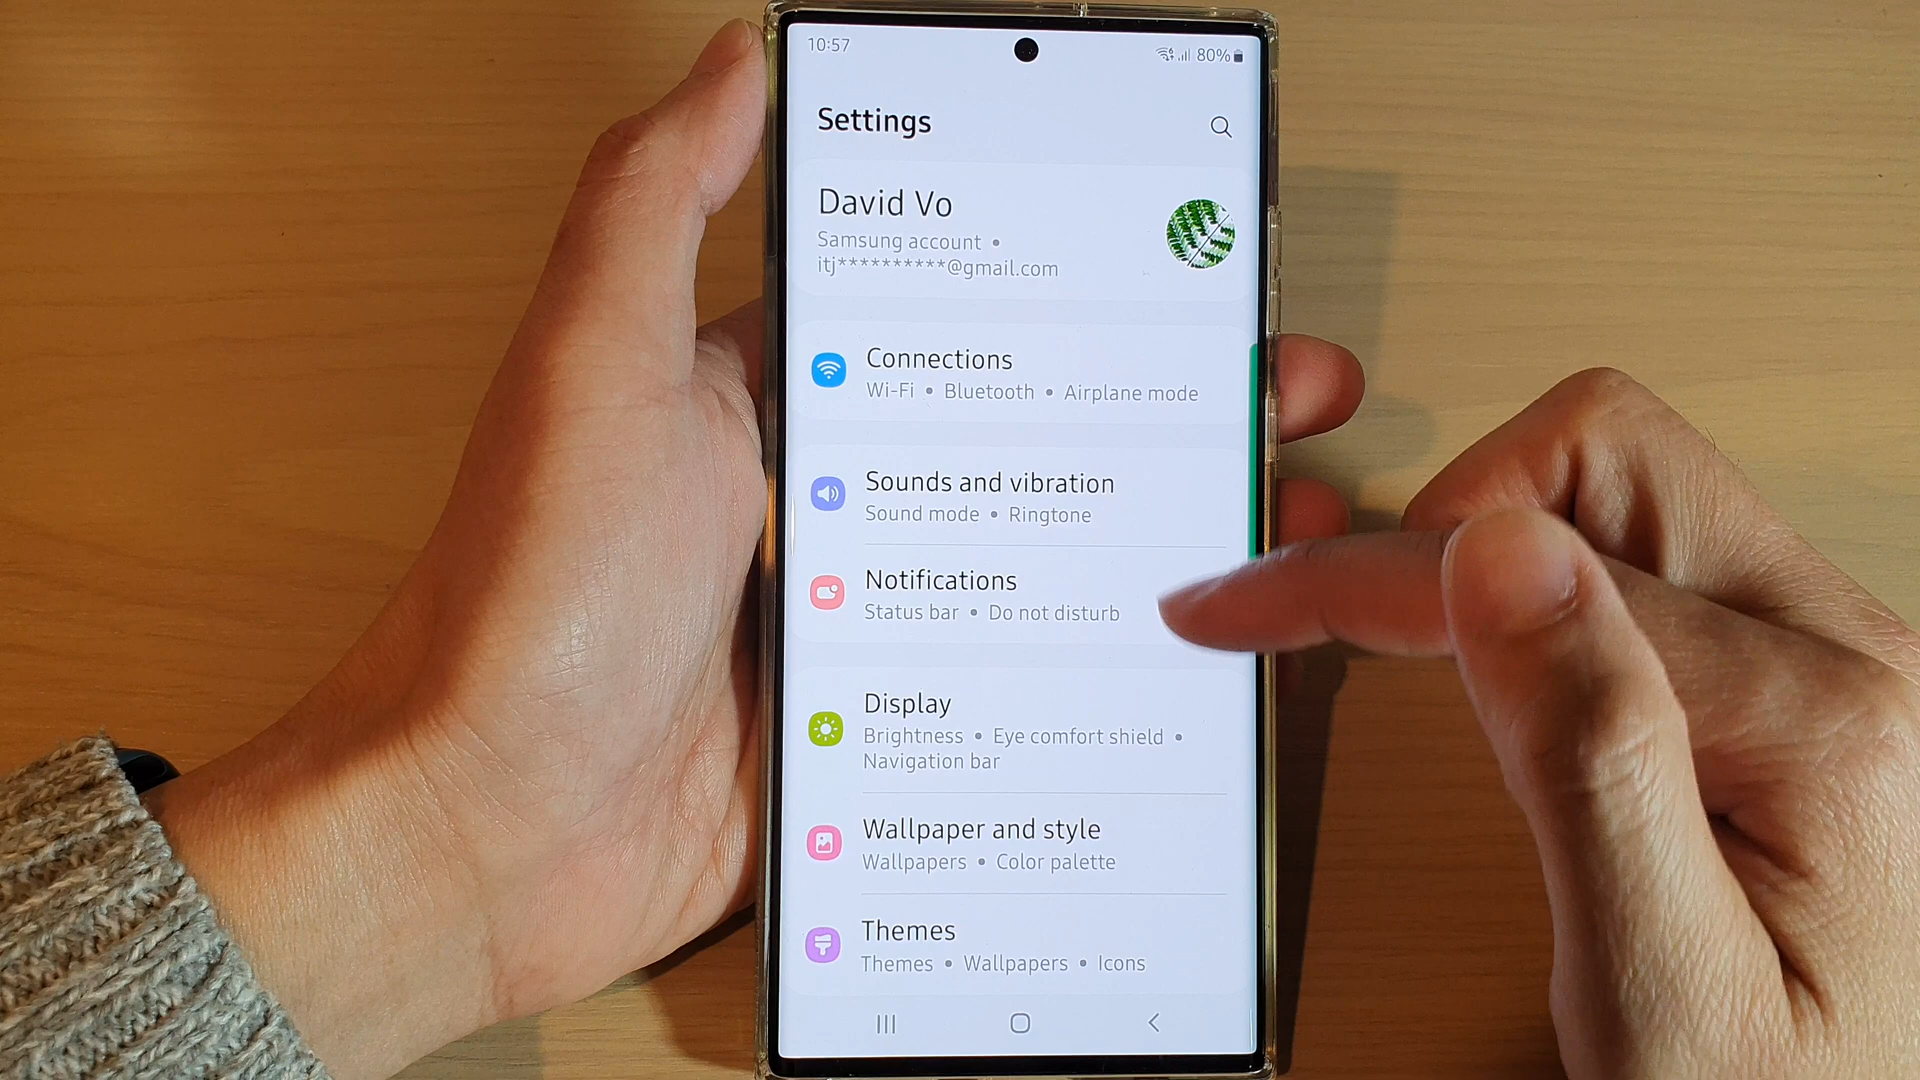 10:57
80%
Settings
David Vo
Samsung account •
itj**********@gmail.com
Connections
Wi-Fi • Bluetooth • Airplane mode
Sounds and vibration
Sound mode • Ringtone
Notifications
Status bar • Do not disturb
Display
Brightness • Eye comfort shield •
Navigation bar
Wallpaper and style
Wallpapers • Color palette
Themes
Themes • Wallpapers • Icons